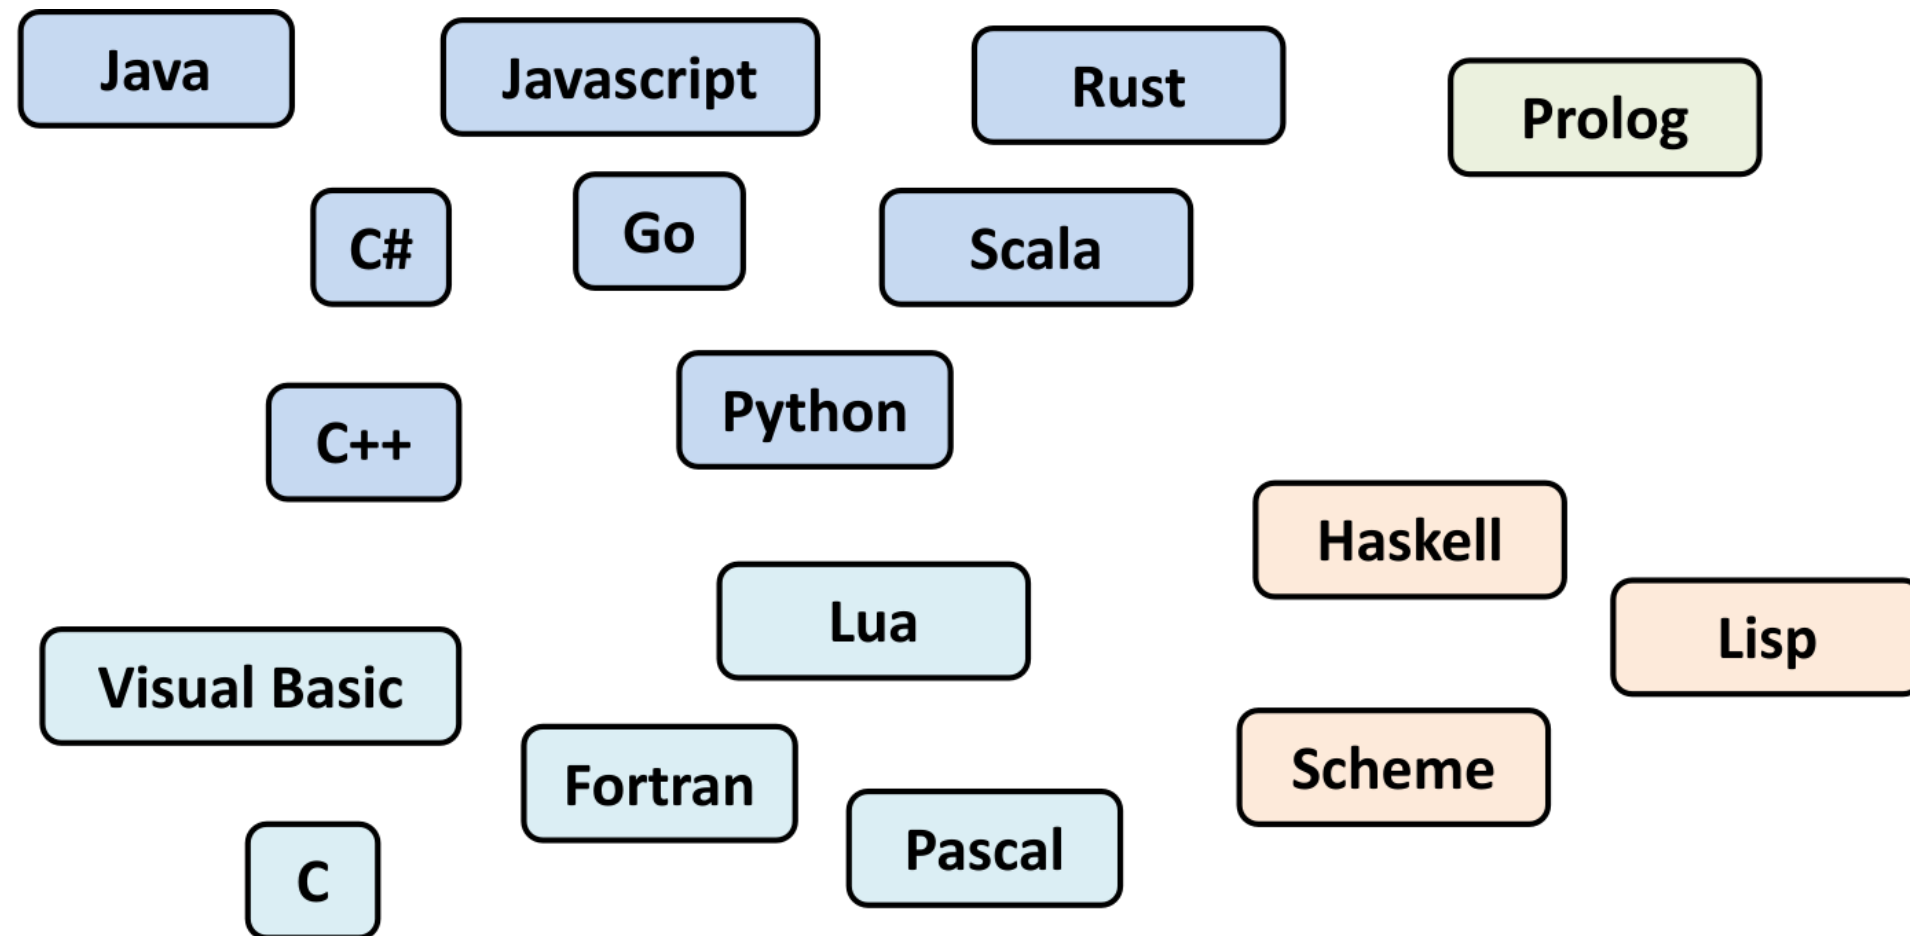 Java
Javascript
Rust
Prolog
C#
Go
Scala
C++
Python
Haskell
Lua
Lisp
Visual Basic
Fortran
Scheme
Pascal
C